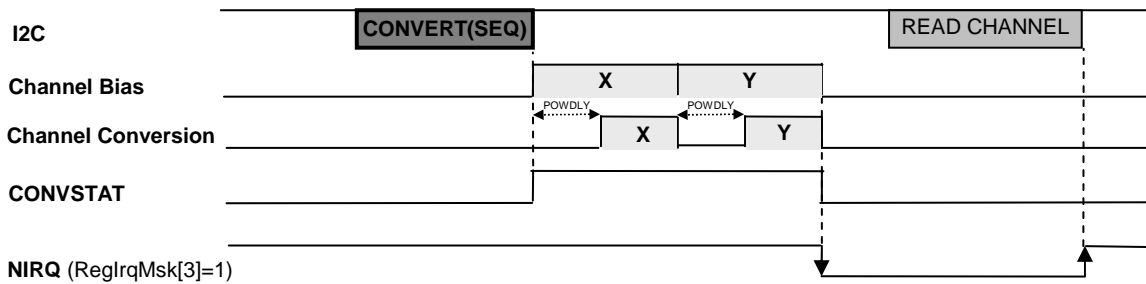 I2C
CONVERT(SEQ)
READ CHANNEL
Channel Bias
X
Y
POWDLY
POWDLY
Channel Conversion
X
Y
CONVSTAT
NIRQ (RegIrqMsk[3]=1)